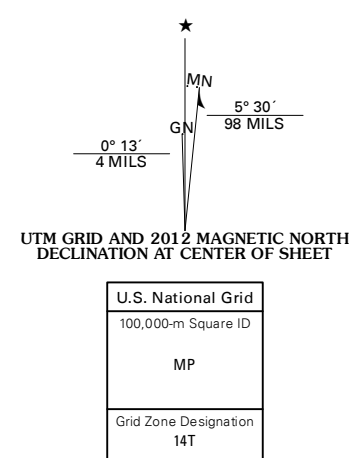 ★
MN
5° 30´
98 MILS
GN
0° 13´
4 MILS
UTM GRID AND 2012 MAGNETIC NORTH
DECLINATION AT CENTER OF SHEET
U.S. National Grid
100,000-m Square ID
MP
Grid Zone Designation
14T